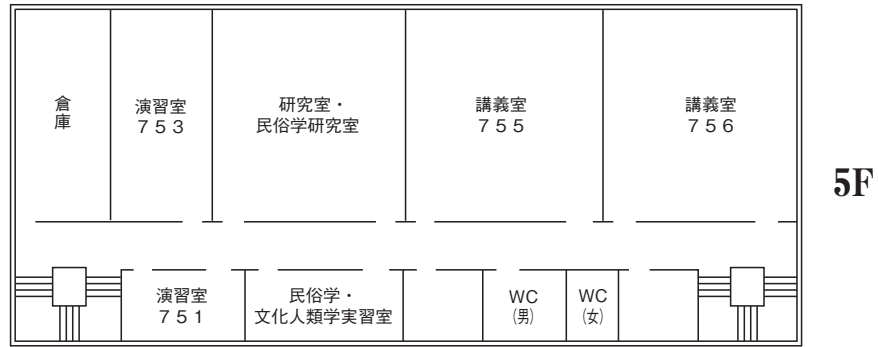 倉庫
演習室
７５３
研究室・
民俗学研究室
講義室
７５５
講義室
７５６
5F
演習室
７５１
民俗学・
文化人類学実習室
WC
(男)
WC
(女)